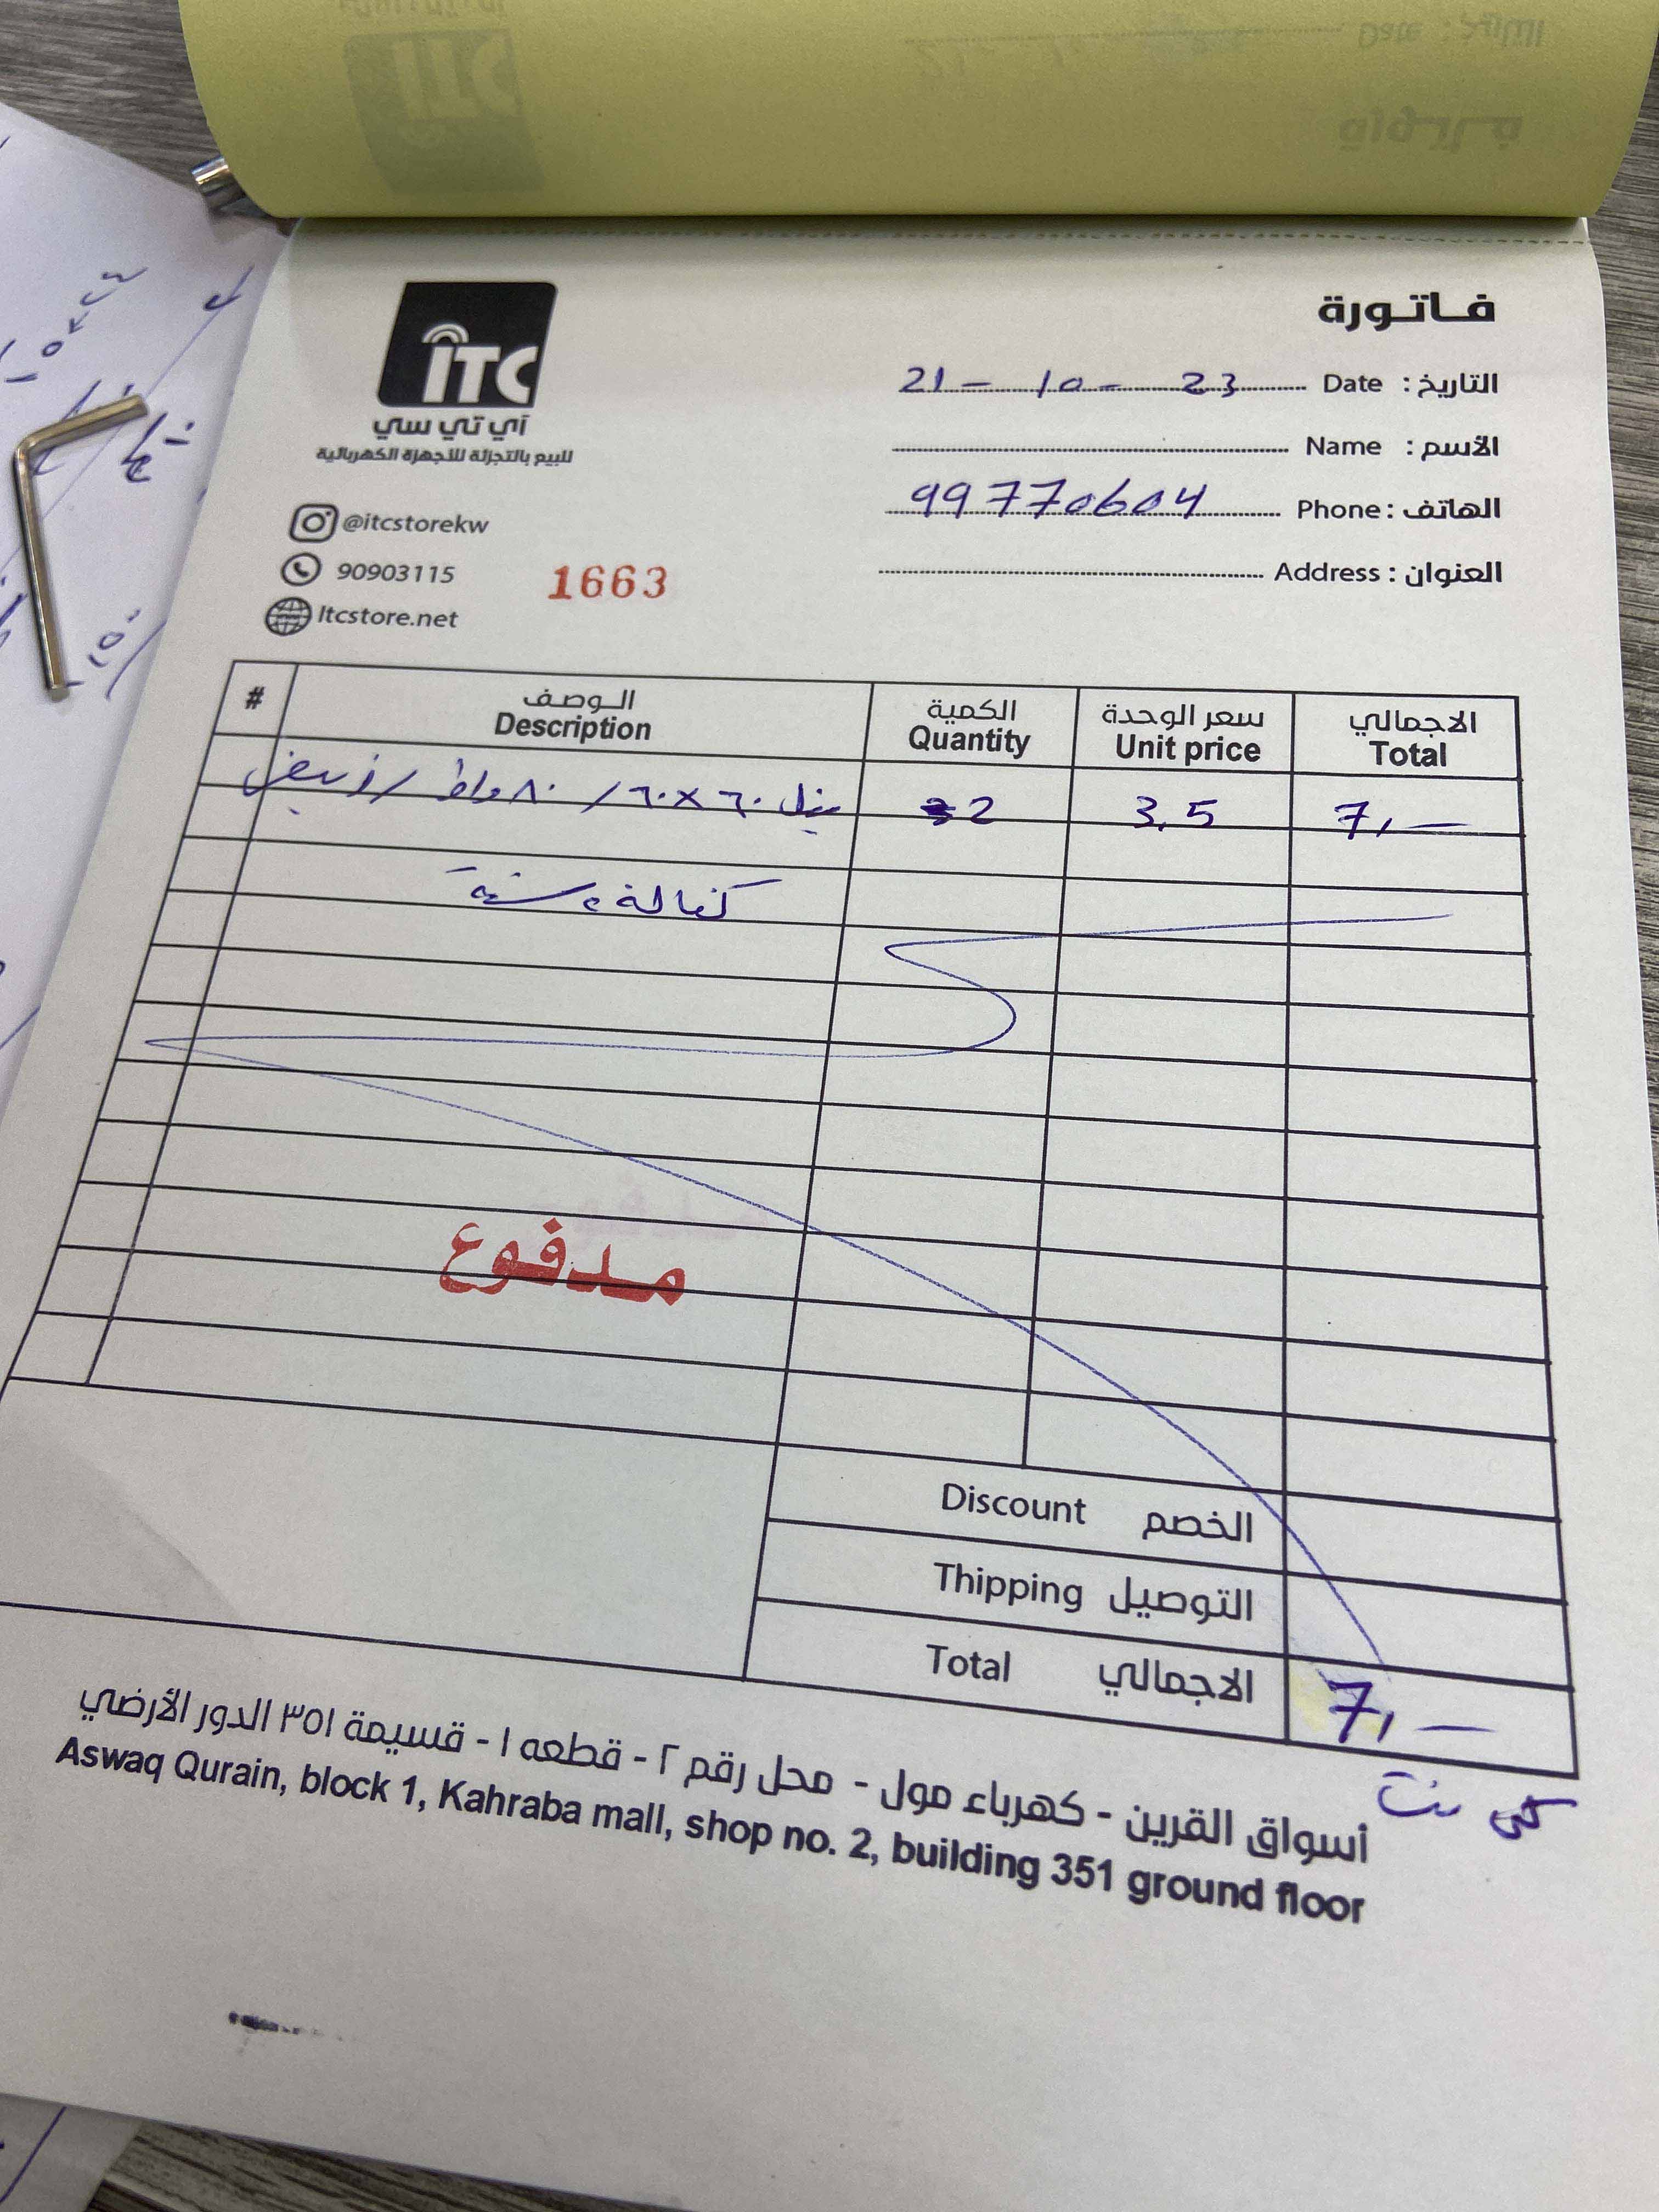 فاتورة
التاريخ : Date 21 - 10 - 23
الأسم : Name
الهاتف : Phone 99770604
العنوان : Address
iTC
آي تي سي
للبيع بالتجزئة للأجهزة الكهربائية
@itcstorekw
90903115
Itcstore.net
1663
# الوصف الكمية سعر الوحدة الاجمالي
Description Quantity Unit price Total
بنل ٦٠×٦٠ / ٨٠ واط / ابيض 2 3,5 7,—
كفالة سنة
مدفوع
Discount الخصم
Thipping التوصيل
Total الاجمالي 7,—
كي نت
أسواق القرين - كهرباء مول - محل رقم ٢ - قطعه ١ - قسيمة ٣٥١ الدور الأرضي
Aswaq Qurain, block 1, Kahraba mall, shop no. 2, building 351 ground floor